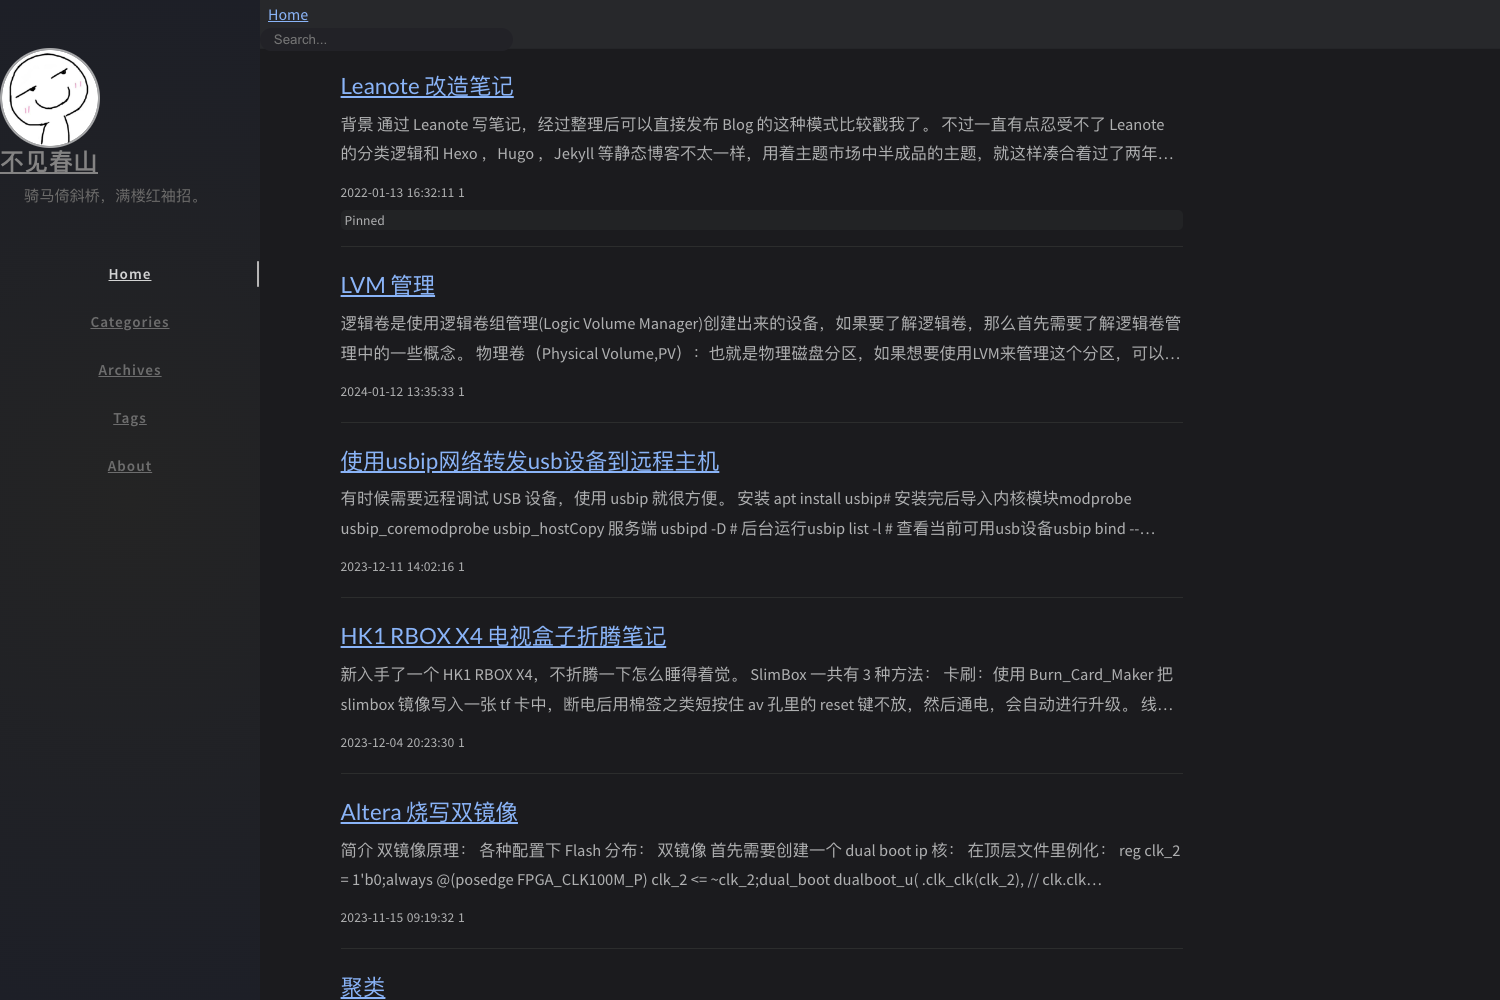 不见春山
骑马倚斜桥，满楼红袖招。
Home
Categories
Archives
Tags
About
Home
Search...
Leanote 改造笔记
背景 通过 Leanote 写笔记，经过整理后可以直接发布 Blog 的这种模式比较戳我了。 不过一直有点忍受不了 Leanote
的分类逻辑和 Hexo ，Hugo ，Jekyll 等静态博客不太一样，用着主题市场中半成品的主题，就这样凑合着过了两年…
2022-01-13 16:32:11 1
Pinned
LVM 管理
逻辑卷是使用逻辑卷组管理(Logic Volume Manager)创建出来的设备，如果要了解逻辑卷，那么首先需要了解逻辑卷管
理中的一些概念。 物理卷（Physical Volume,PV）：也就是物理磁盘分区，如果想要使用LVM来管理这个分区，可以…
2024-01-12 13:35:33 1
使用usbip网络转发usb设备到远程主机
有时候需要远程调试 USB 设备，使用 usbip 就很方便。 安装 apt install usbip# 安装完后导入内核模块modprobe
usbip_coremodprobe usbip_hostCopy 服务端 usbipd -D # 后台运行usbip list -l # 查看当前可用usb设备usbip bind --…
2023-12-11 14:02:16 1
HK1 RBOX X4 电视盒子折腾笔记
新入手了一个 HK1 RBOX X4，不折腾一下怎么睡得着觉。 SlimBox 一共有 3 种方法： 卡刷：使用 Burn_Card_Maker 把
slimbox 镜像写入一张 tf 卡中，断电后用棉签之类短按住 av 孔里的 reset 键不放，然后通电，会自动进行升级。 线…
2023-12-04 20:23:30 1
Altera 烧写双镜像
简介 双镜像原理： 各种配置下 Flash 分布： 双镜像 首先需要创建一个 dual boot ip 核： 在顶层文件里例化： reg clk_2
= 1'b0;always @(posedge FPGA_CLK100M_P) clk_2 <= ~clk_2;dual_boot dualboot_u( .clk_clk(clk_2), // clk.clk…
2023-11-15 09:19:32 1
聚类